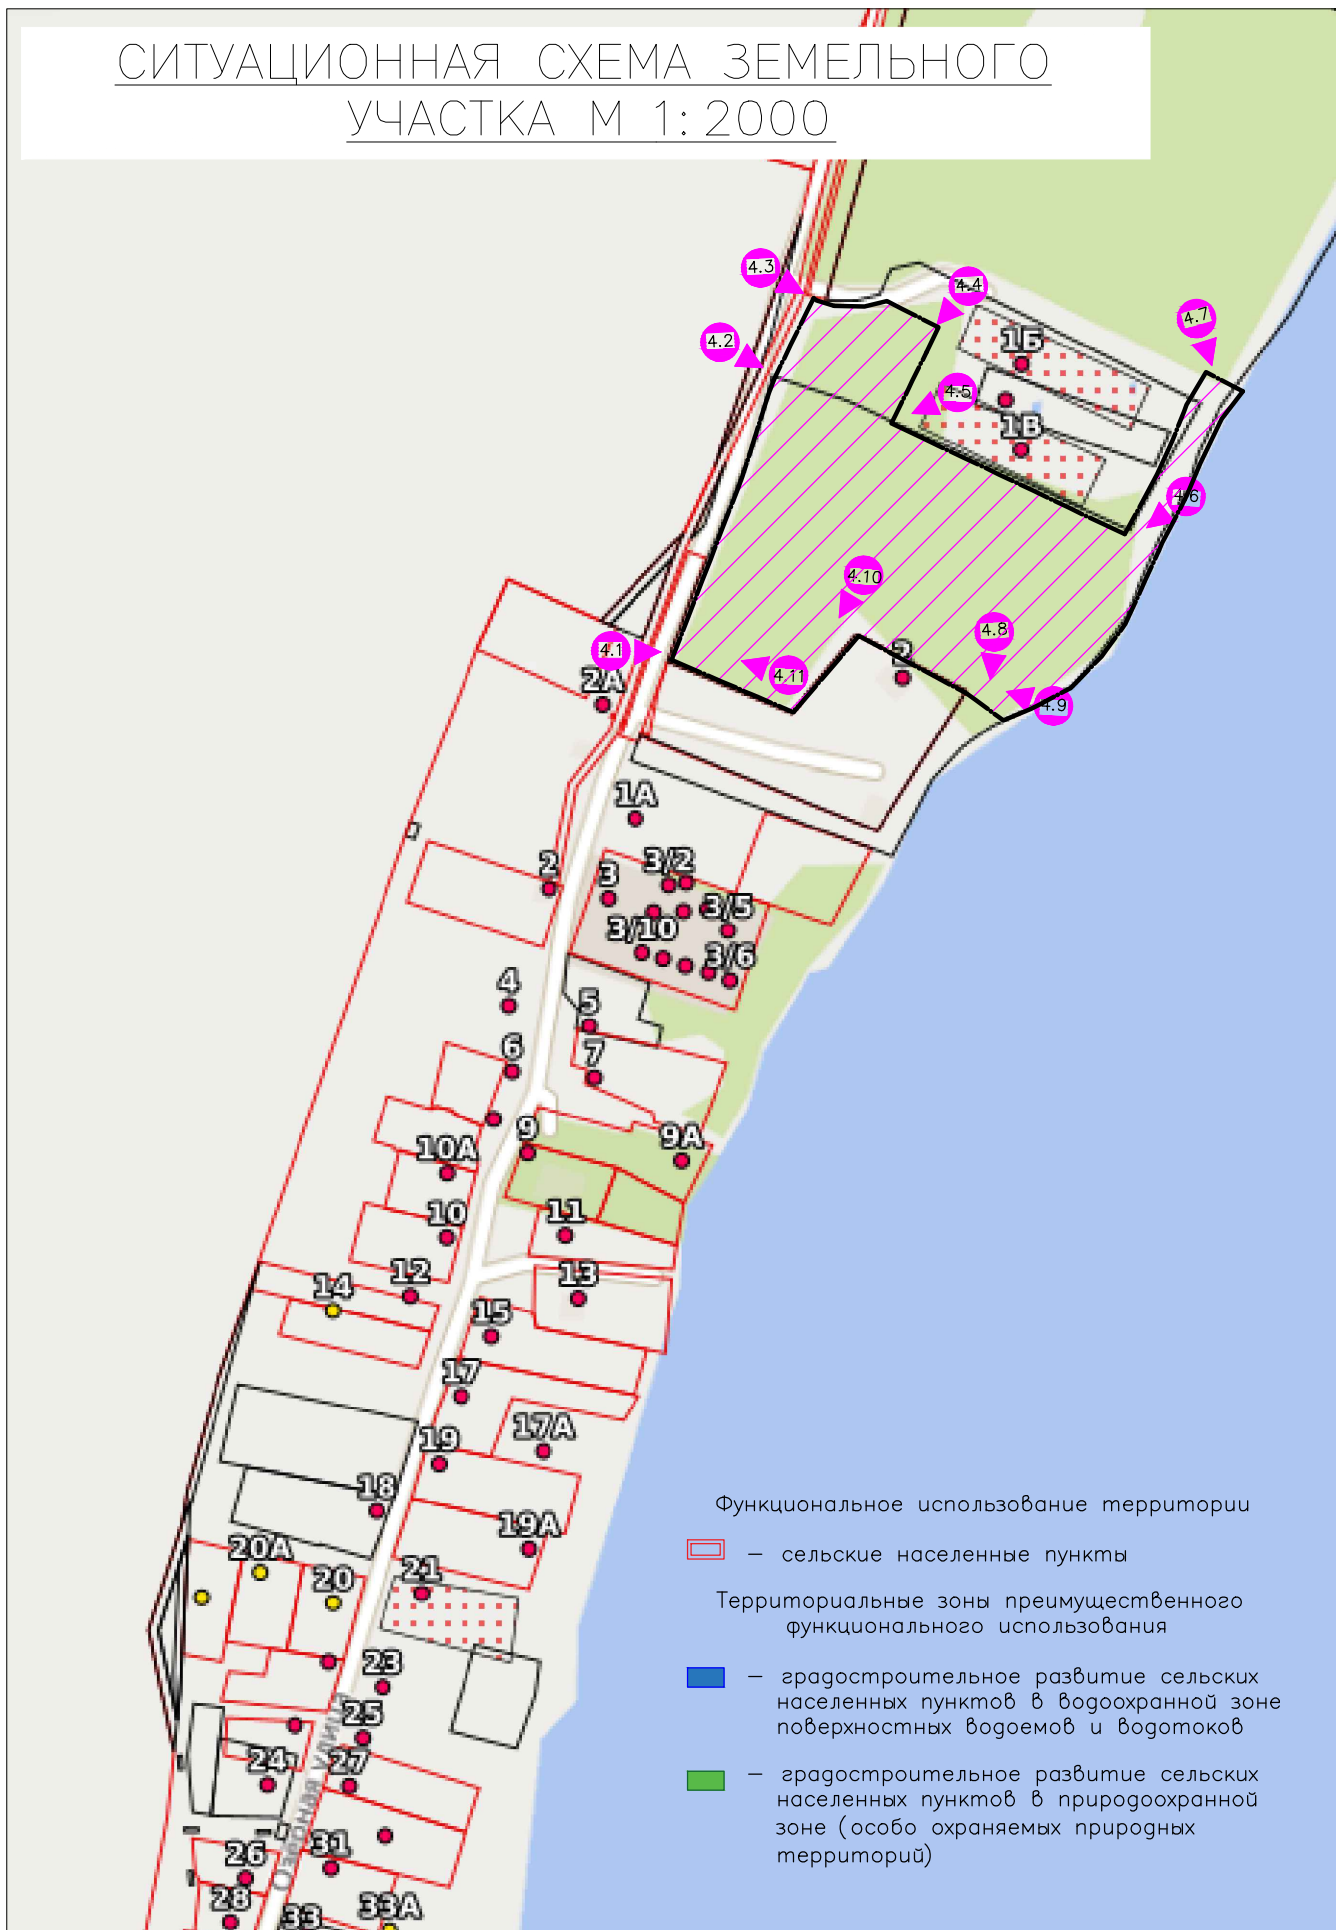 СИТУАЦИОННАЯ СХЕМА ЗЕМЕЛЬНОГО
УЧАСТКА М 1:2000
4.3
4.4
4.7
4.2
1Б
4.5
1В
4.6
4.10
4.8
4.1
2
4.11
2А
4.9
1А
2
3
3/2
3/5
3/10
3/6
4
5
6
7
9
9А
10А
10
11
12
13
14
15
17
17А
19
18
19А
20А
20
21
23
25
24
27
Озерная улица
31
26
28
33
33А
Функциональное использование территории
– сельские населенные пункты
Территориальные зоны преимущественного
функционального использования
– градостроительное развитие сельских
населенных пунктов в водоохранной зоне
поверхностных водоемов и водотоков
– градостроительное развитие сельских
населенных пунктов в природоохранной
зоне (особо охраняемых природных
территорий)